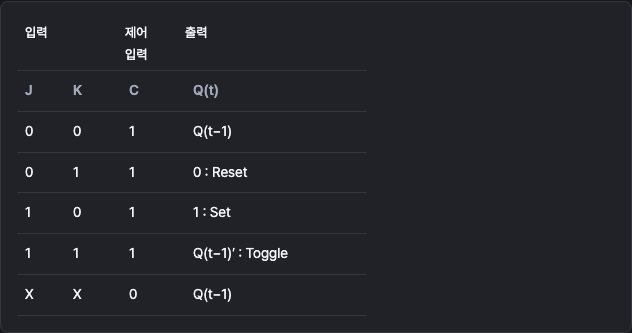 입력 제어 출력
입력
J K C Q(t)
0 0 1 Q(t−1)
0 1 1 0 : Reset
1 0 1 1 : Set
1 1 1 Q(t−1)′ : Toggle
X X 0 Q(t−1)